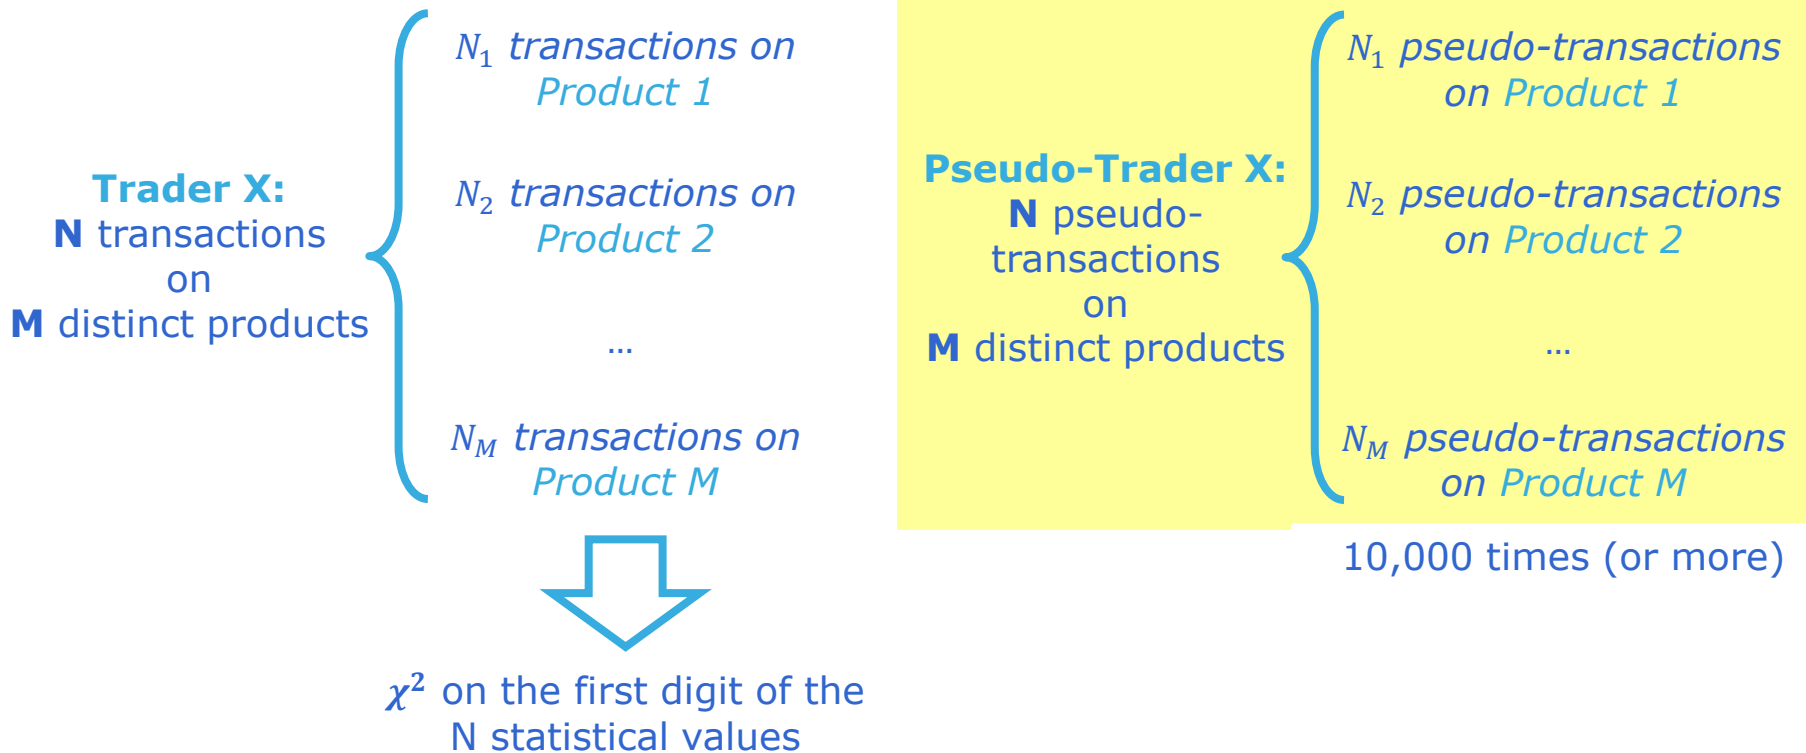 Trader X:
N transactions
on
M distinct products
N₁ transactions on
Product 1
N₂ transactions on
Product 2
...
N_M transactions on
Product M
χ² on the first digit of the
N statistical values
Pseudo-Trader X:
N pseudo-
transactions
on
M distinct products
N₁ pseudo-transactions
on Product 1
N₂ pseudo-transactions
on Product 2
...
N_M pseudo-transactions
on Product M
10,000 times (or more)